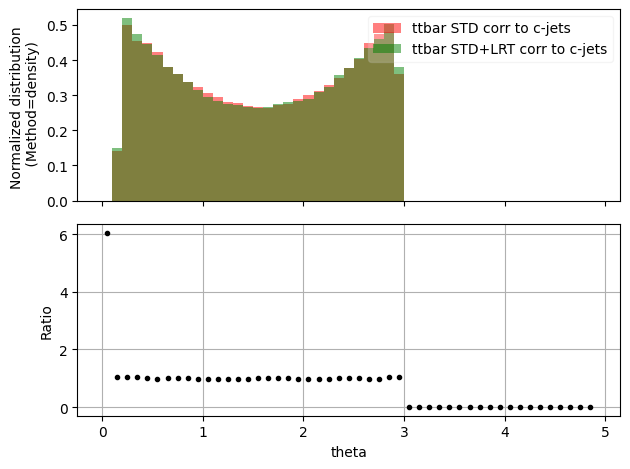 Normalized distribution
(Method=density)
0.5
0.4
0.3
0.2
0.1
0.0
ttbar STD corr to c-jets
ttbar STD+LRT corr to c-jets
Ratio
6
4
2
0
0
1
2
3
4
5
theta